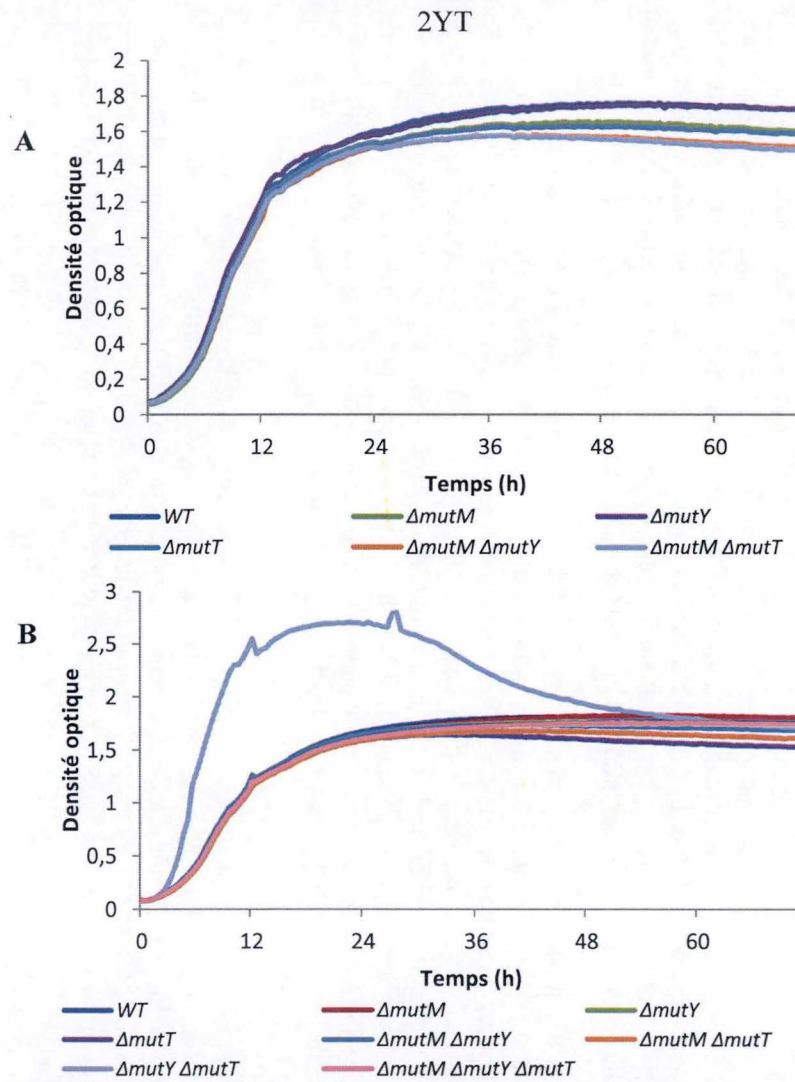 2YT
A
Densité optique
2
1,8
1,6
1,4
1,2
1
0,8
0,6
0,4
0,2
0
0 12 24 36 48 60
Temps (h)
WT ΔmutM ΔmutY
ΔmutT ΔmutM ΔmutY ΔmutM ΔmutT
B
Densité optique
3
2,5
2
1,5
1
0,5
0
0 12 24 36 48 60
Temps (h)
WT ΔmutM ΔmutY
ΔmutT ΔmutM ΔmutY ΔmutM ΔmutT
ΔmutY ΔmutT ΔmutM ΔmutY ΔmutT